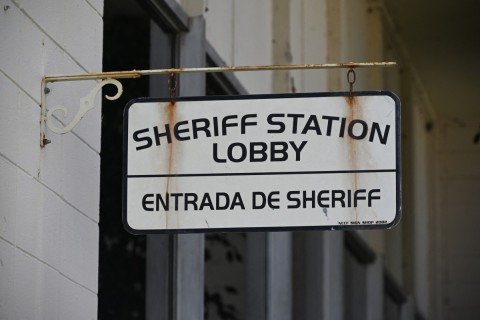 SHERIFF STATION
LOBBY
ENTRADA DE SHERIFF